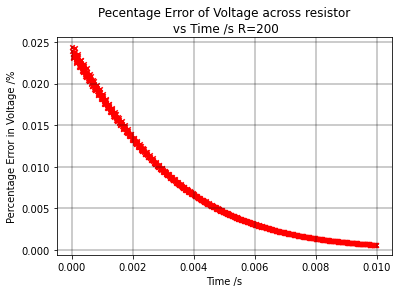 Pecentage Error of Voltage across resistor
vs Time /s R=200
Percentage Error in Voltage /%
0.025
0.020
0.015
0.010
0.005
0.000
0.000 0.002 0.004 0.006 0.008 0.010
Time /s